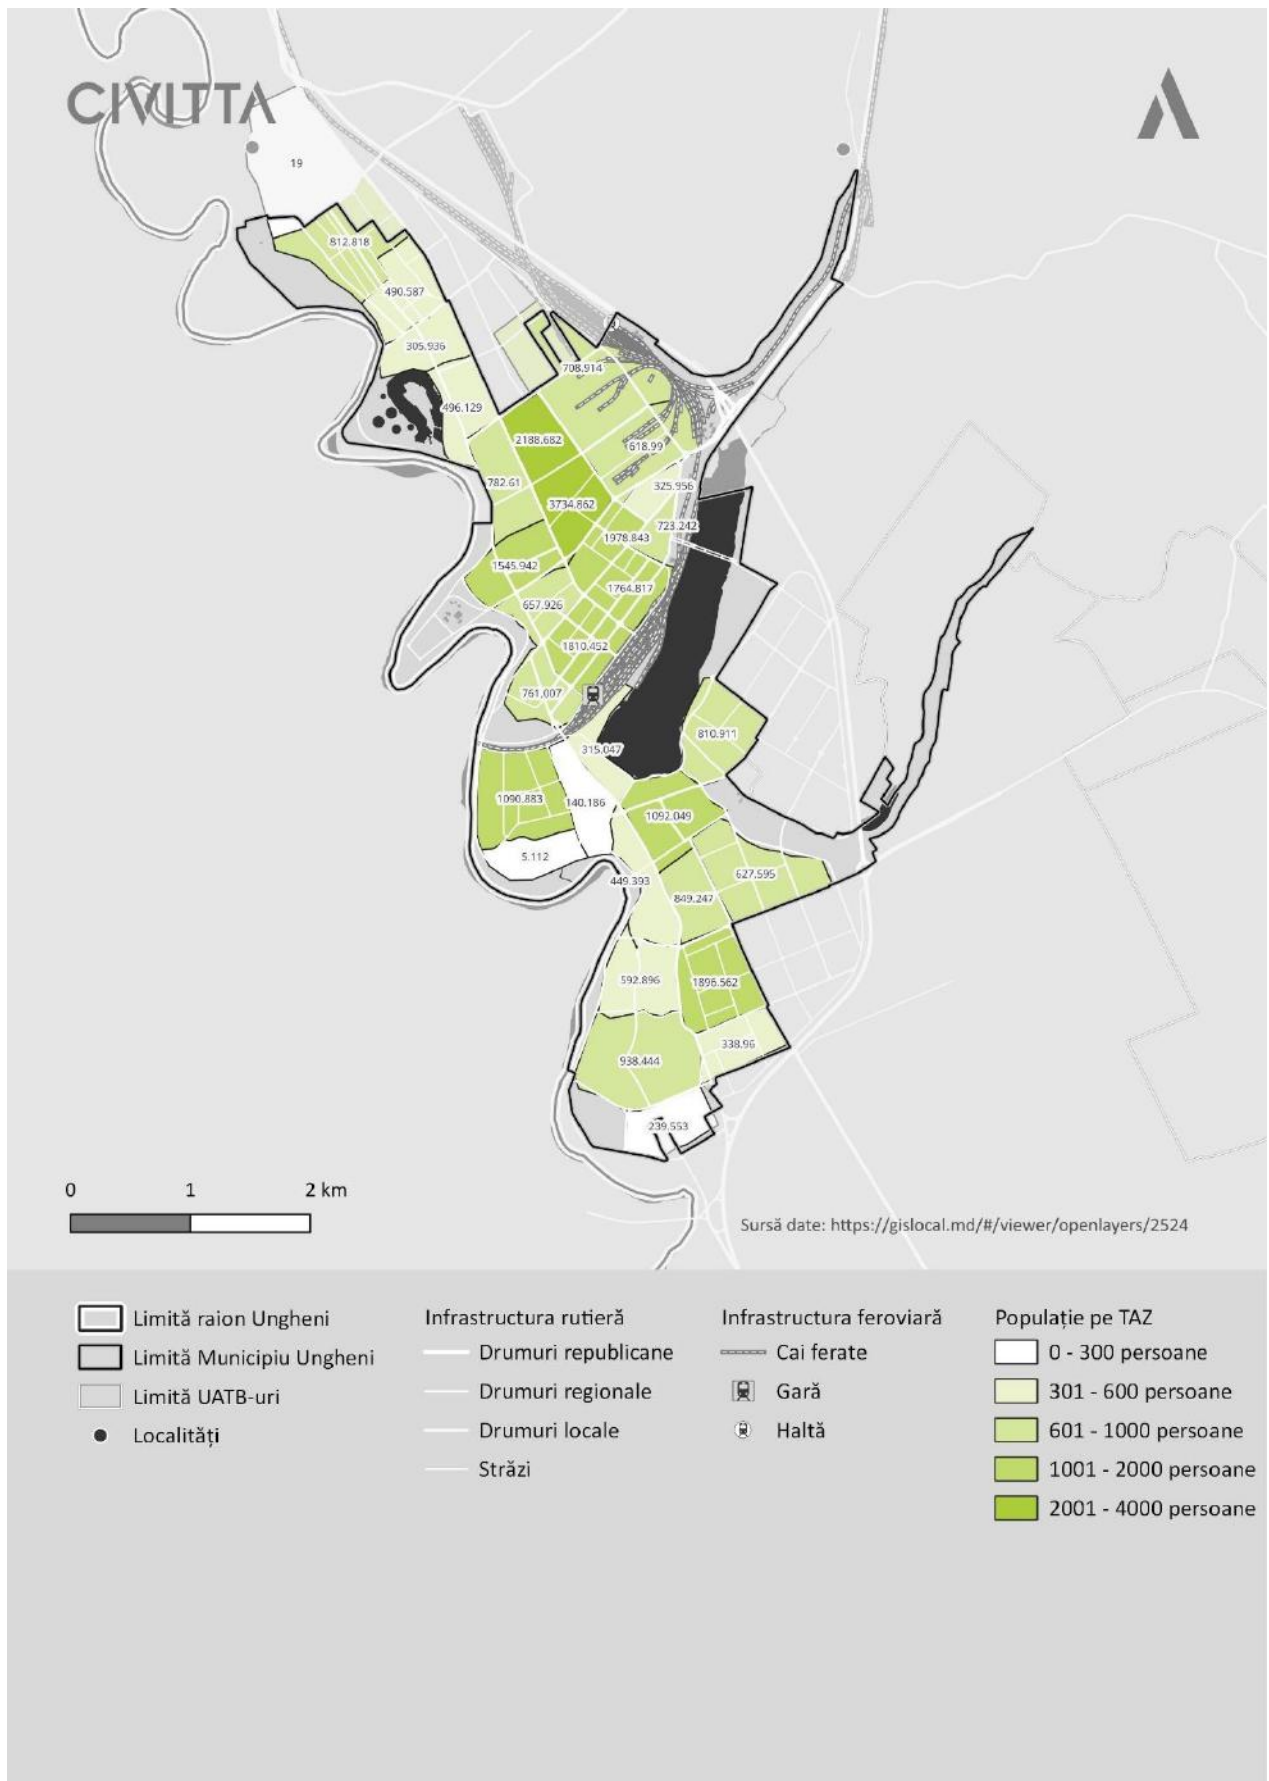 CIVITTA
19
812.818
490.587
305.936
708.914
496.129
2188.682
618.99
782.61
325.956
3734.862
723.242
1978.843
1545.942
1764.817
657.926
1810.452
761.007
810.911
315.047
1090.883
140.186
1092.049
5.112
627.595
449.393
849.247
592.896
1896.562
338.96
938.444
239.553
0 1 2 km
Sursă date: https://gislocal.md/#/viewer/openlayers/2524
Limită raion Ungheni
Limită Municipiu Ungheni
Limită UATB-uri
Localități
Infrastructura rutieră
Drumuri republicane
Drumuri regionale
Drumuri locale
Străzi
Infrastructura feroviară
Cai ferate
Gară
Haltă
Populație pe TAZ
0 - 300 persoane
301 - 600 persoane
601 - 1000 persoane
1001 - 2000 persoane
2001 - 4000 persoane